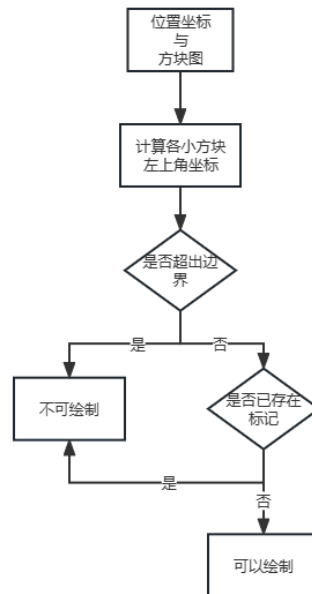 位置坐标
与
方块图
计算各小方块
左上角坐标
是否超出边
界
是
否
不可绘制
是否已存在
标记
是
否
可以绘制